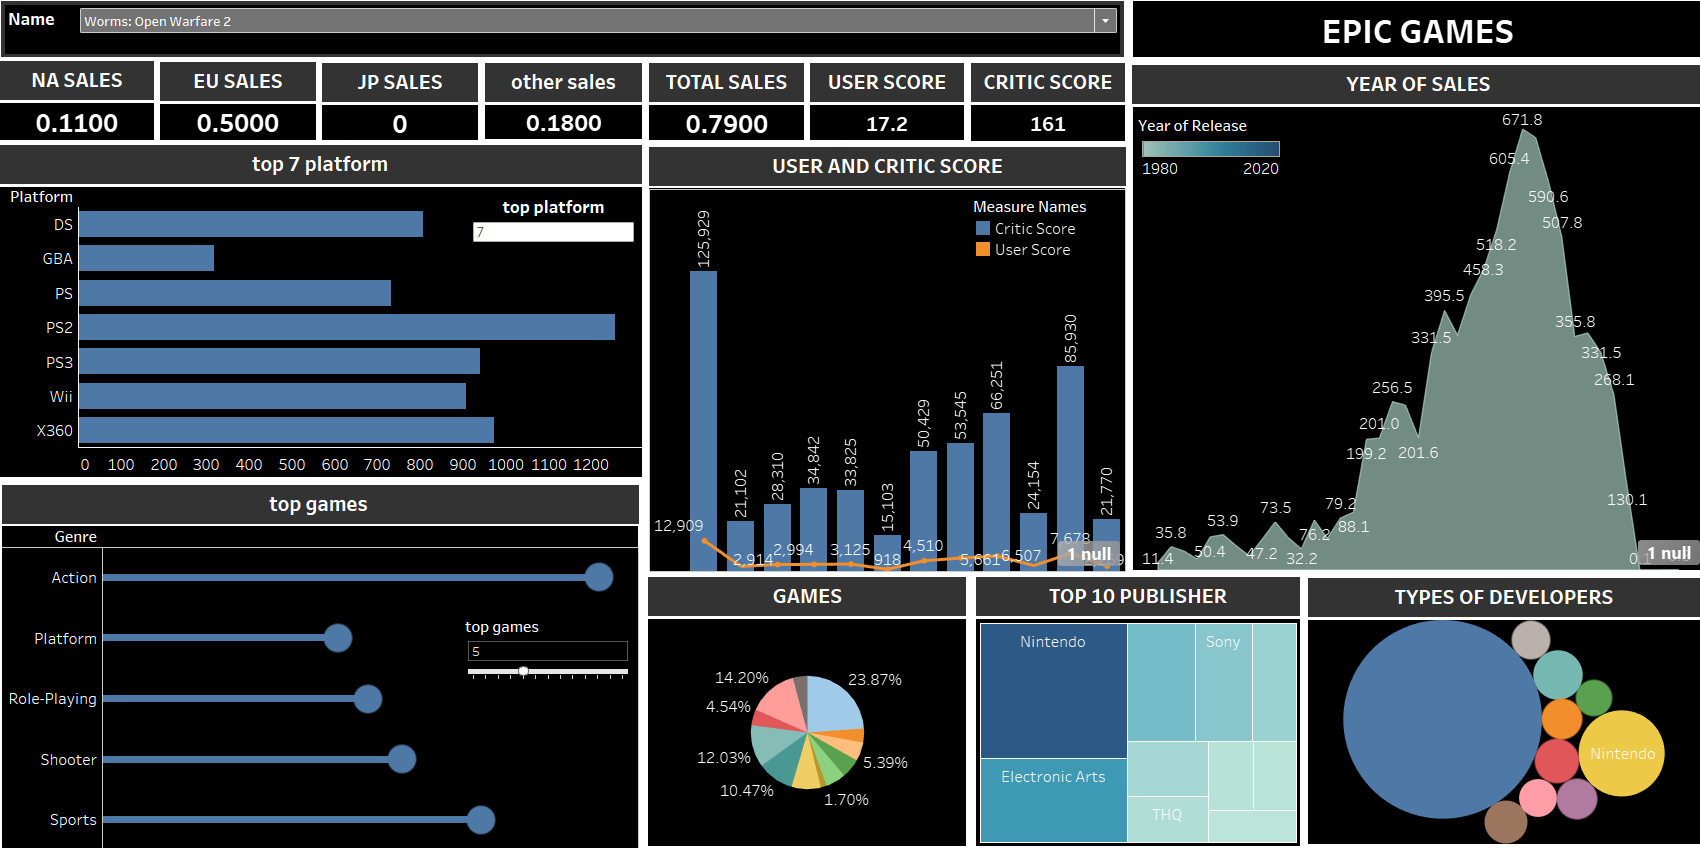 Name
Worms: Open Warfare 2
EPIC GAMES
NA SALES
EU SALES
JP SALES
other sales
TOTAL SALES
USER SCORE
CRITIC SCORE
0.1100
0.5000
0
0.1800
0.7900
17.2
161
top 7 platform
Platform
DS
GBA
PS
PS2
PS3
Wii
X360
0 100 200 300 400 500 600 700 800 900 1000 1100 1200
top platform
7
USER AND CRITIC SCORE
Measure Names
Critic Score
User Score
125,929
21,102
28,310
34,842
33,825
15,103
50,429
53,545
66,251
24,154
85,930
21,770
12,909
2,914
2,994
3,125
918
4,510
5,661
6,507
7,678
1 null
YEAR OF SALES
Year of Release
1980 2020
11.4
35.8
50.4
53.9
47.2
73.5
32.2
76.2
79.2
88.1
199.2
201.0
256.5
201.6
331.5
395.5
458.3
518.2
605.4
671.8
590.6
507.8
355.8
331.5
268.1
130.1
1 null
top games
Genre
Action
Platform
Role-Playing
Shooter
Sports
top games
5
GAMES
14.20%
23.87%
4.54%
12.03%
5.39%
10.47%
1.70%
TOP 10 PUBLISHER
Nintendo
Sony
Electronic Arts
THQ
TYPES OF DEVELOPERS
Nintendo